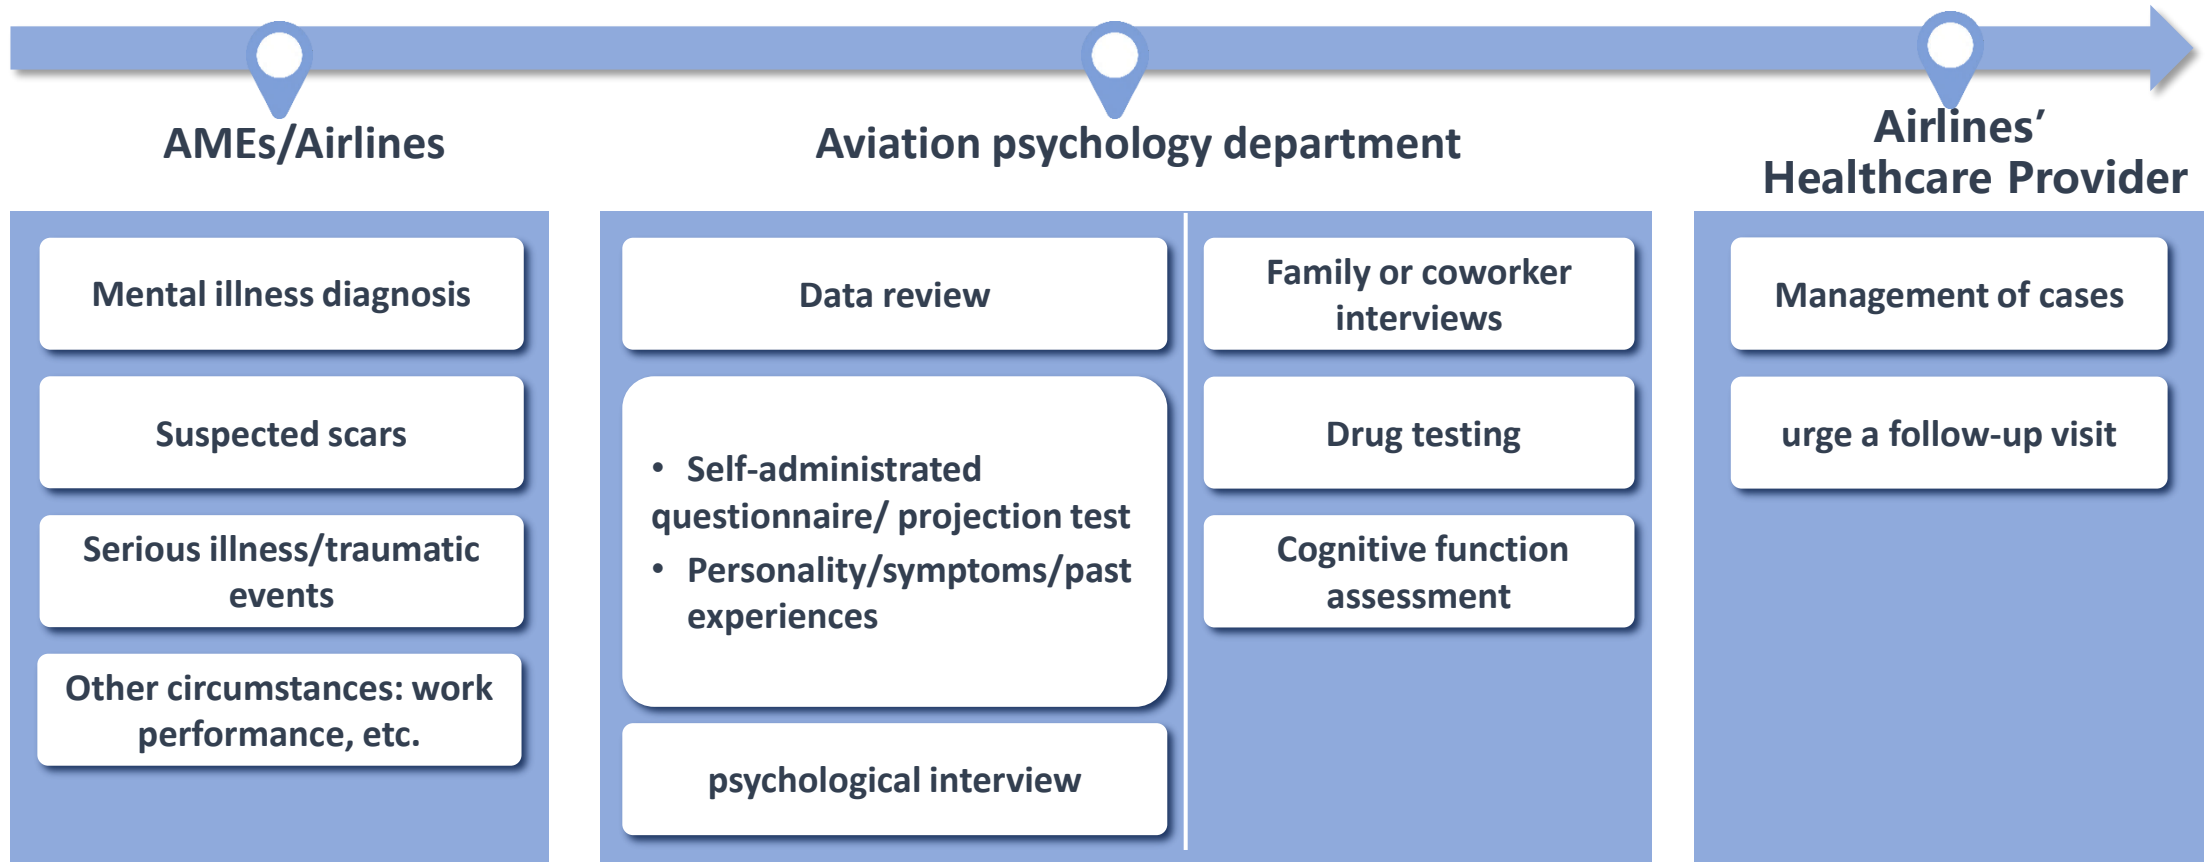 AMEs/Airlines
Mental illness diagnosis
Suspected scars
Serious illness/traumatic
events
Other circumstances: work
performance, etc.
Aviation psychology department
Data review
• Self-administrated
questionnaire/ projection test
• Personality/symptoms/past
experiences
psychological interview
Family or coworker
interviews
Drug testing
Cognitive function
assessment
Airlines’
Healthcare Provider
Management of cases
urge a follow-up visit